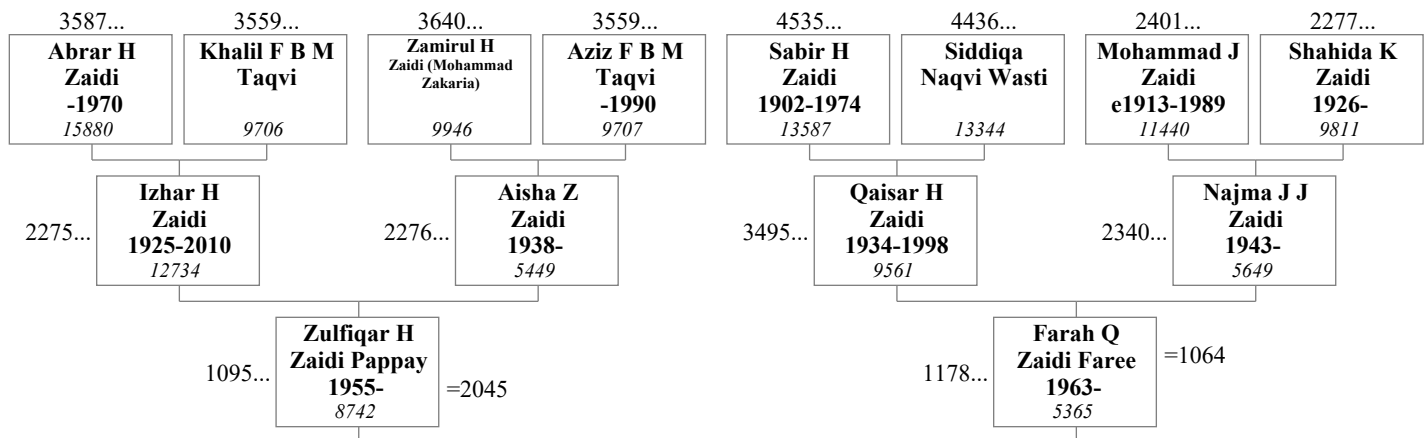 3587...
3559...
3640...
3559...
4535...
4436...
2401...
2277...
Abrar H
Zaidi
-1970
15880
Khalil F B M
Taqvi
9706
Zamirul H
Zaidi (Mohammad
Zakaria)
9946
Aziz F B M
Taqvi
-1990
9707
Sabir H
Zaidi
1902-1974
13587
Siddiqa
Naqvi Wasti
13344
Mohammad J
Zaidi
e1913-1989
11440
Shahida K
Zaidi
1926-
9811
2275...
Izhar H
Zaidi
1925-2010
12734
2276...
Aisha Z
Zaidi
1938-
5449
3495...
Qaisar H
Zaidi
1934-1998
9561
2340...
Najma J J
Zaidi
1943-
5649
1095...
Zulfiqar H
Zaidi Pappay
1955-
8742
=2045
1178...
Farah Q
Zaidi Faree
1963-
5365
=1064